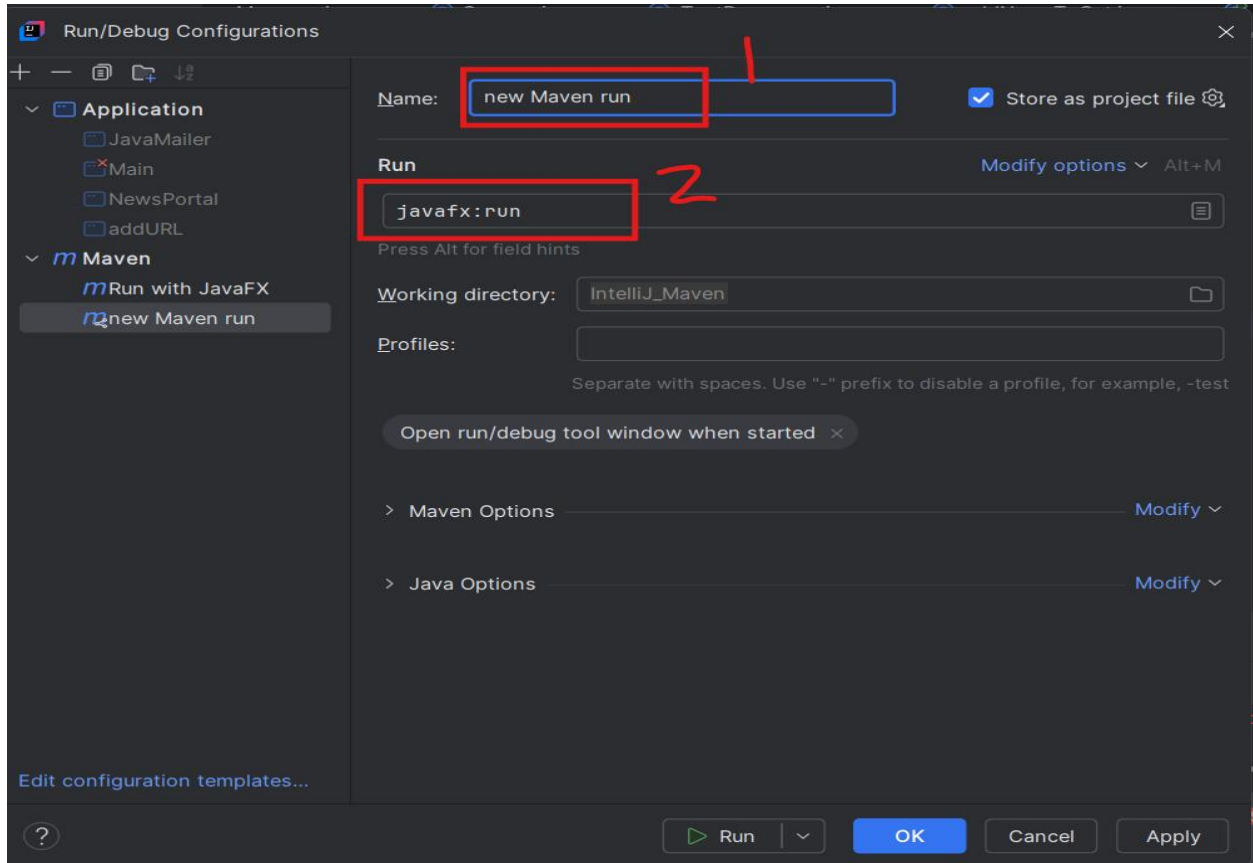 Run/Debug Configurations
Application
JavaMailer
Main
NewsPortal
addURL
Maven
Run with JavaFX
new Maven run
Edit configuration templates...
1
Name: new Maven run
Store as project file
Run
Modify options Alt+M
2
javafx:run
Press Alt for field hints
Working directory: IntelliJ_Maven
Profiles:
Separate with spaces. Use "-" prefix to disable a profile, for example, -test
Open run/debug tool window when started
Maven Options Modify
Java Options Modify
? Run OK Cancel Apply